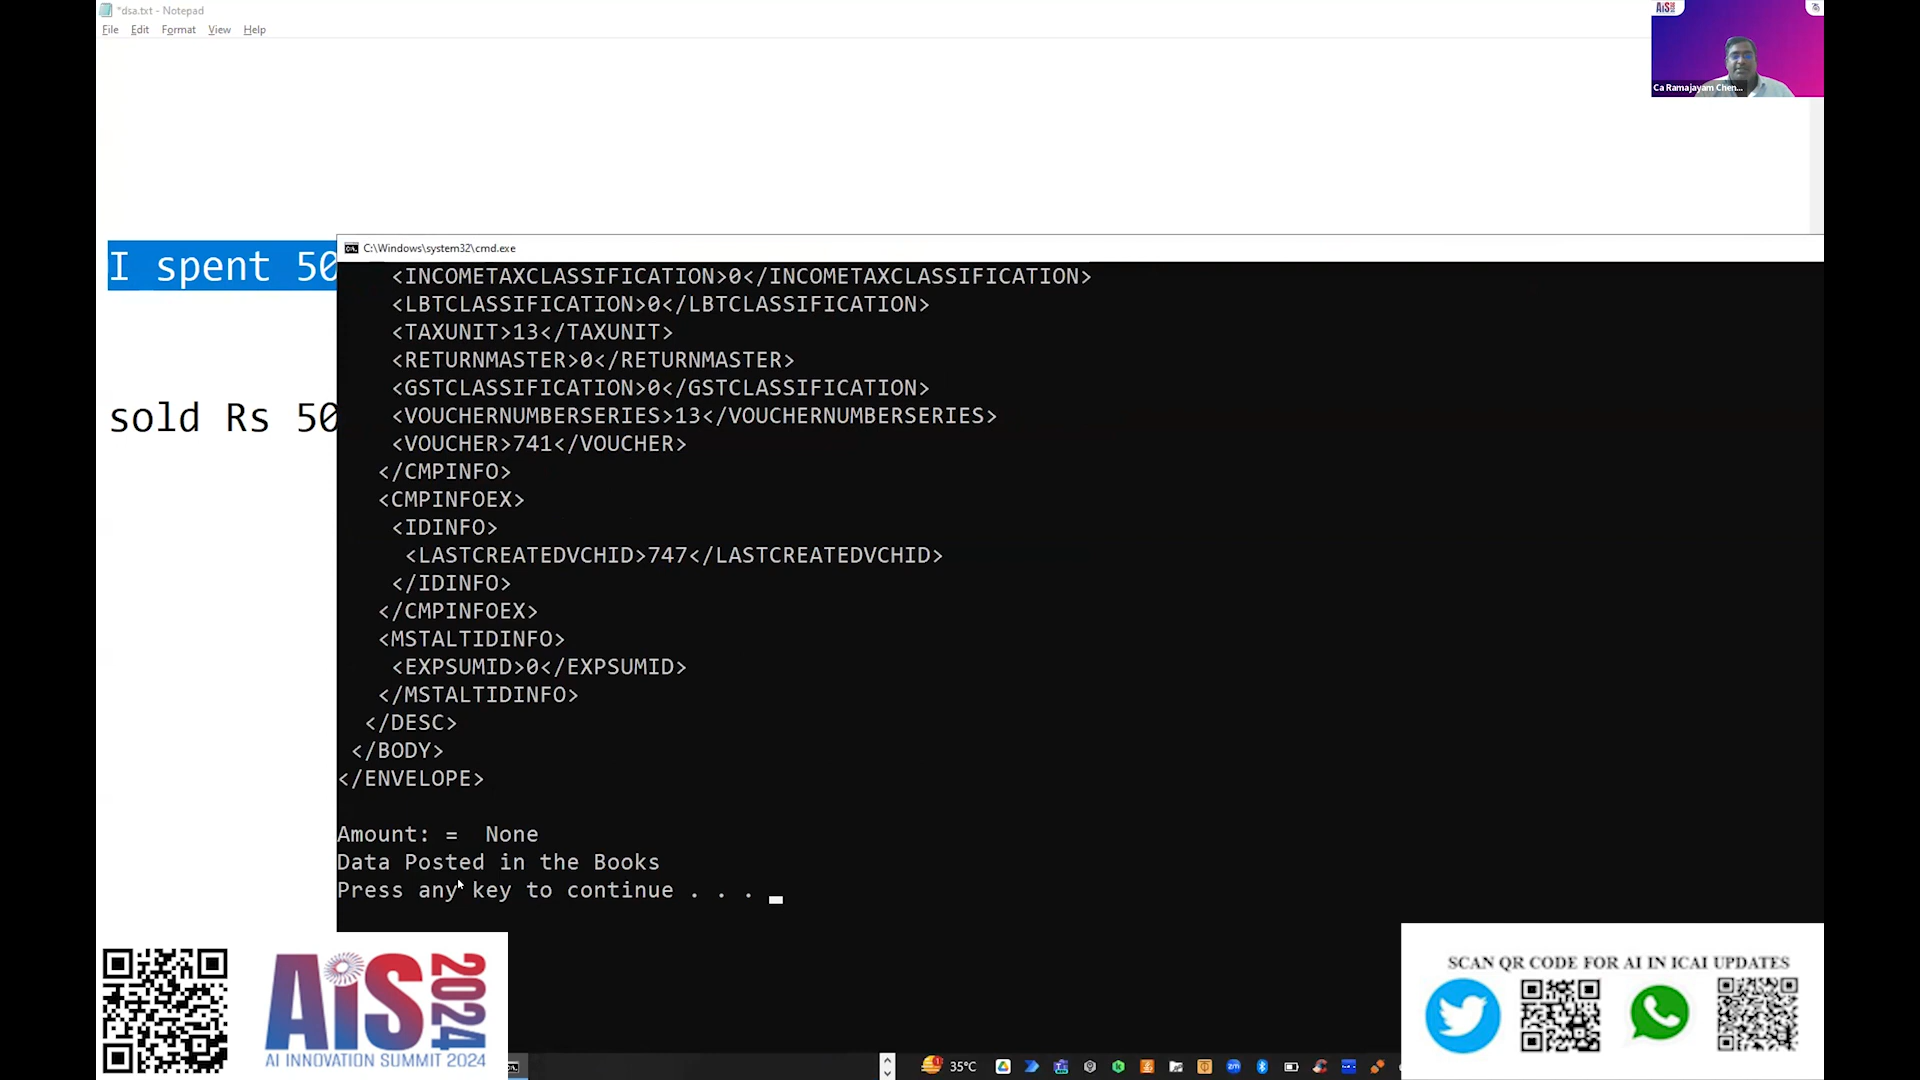 *dsa.txt - Notepad
File Edit Format View Help
AiS
Ca Ramajayam Chen...
I spent 50
sold Rs 50
C:\Windows\system32\cmd.exe
<INCOMETAXCLASSIFICATION>0</INCOMETAXCLASSIFICATION>
<LBTCLASSIFICATION>0</LBTCLASSIFICATION>
<TAXUNIT>13</TAXUNIT>
<RETURNMASTER>0</RETURNMASTER>
<GSTCLASSIFICATION>0</GSTCLASSIFICATION>
<VOUCHERNUMBERSERIES>13</VOUCHERNUMBERSERIES>
<VOUCHER>741</VOUCHER>
</CMPINFO>
<CMPINFOEX>
<IDINFO>
<LASTCREATEDVCHID>747</LASTCREATEDVCHID>
</IDINFO>
</CMPINFOEX>
<MSTALTIDINFO>
<EXPSUMID>0</EXPSUMID>
</MSTALTIDINFO>
</DESC>
</BODY>
</ENVELOPE>
Amount: =  None
Data Posted in the Books
Press any key to continue . . .
AiS 2024
AI INNOVATION SUMMIT 2024
SCAN QR CODE FOR AI IN ICAI UPDATES
35°C